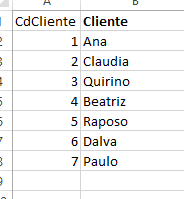 A B
1 CdCliente Cliente
2 1 Ana
3 2 Claudia
4 3 Quirino
5 4 Beatriz
6 5 Raposo
7 6 Dalva
8 7 Paulo
9